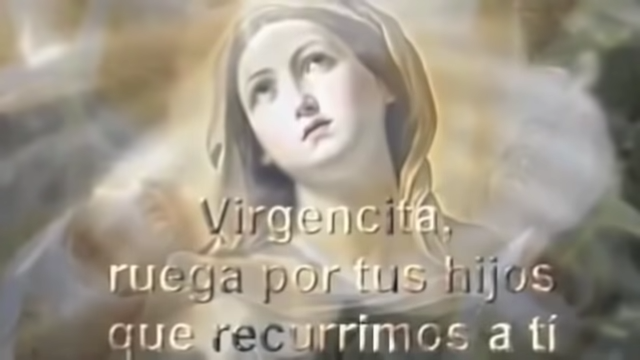 Virgencita,
ruega por tus hijos
que recurrimos a tí